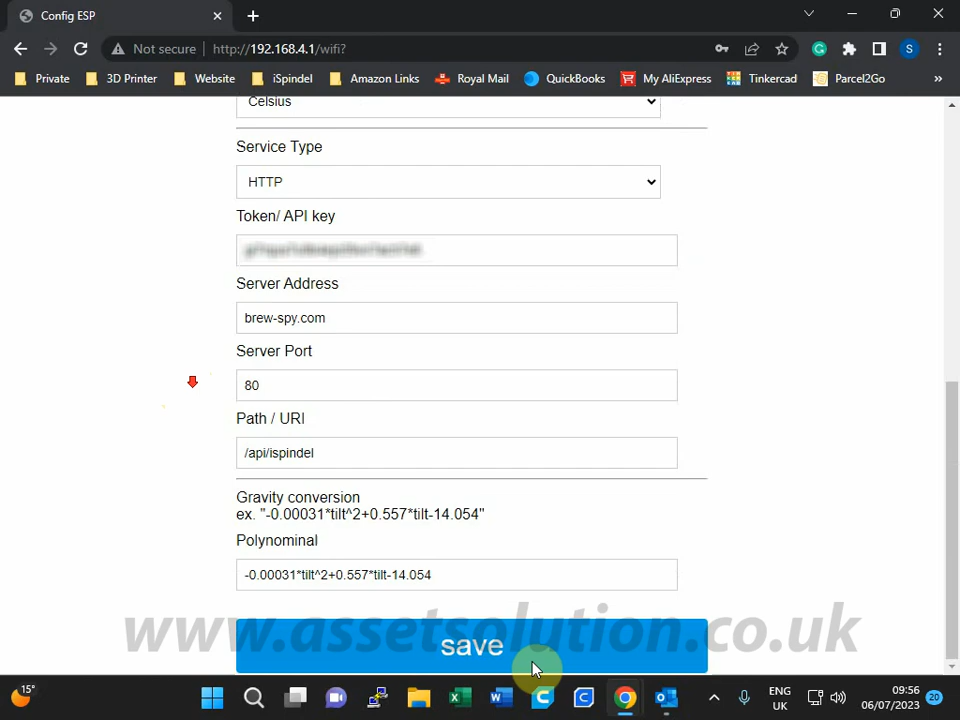 Config ESP
Not secure
http://192.168.4.1/wifi?
S
Private
3D Printer
Website
iSpindel
Amazon Links
Royal Mail
QuickBooks
My AliExpress
Tinkercad
Parcel2Go
»
Celsius
Service Type
HTTP
Token/ API key
Server Address
brew-spy.com
Server Port
80
Path / URI
/api/ispindel
Gravity conversion
ex. "-0.00031*tilt^2+0.557*tilt-14.054"
Polynominal
-0.00031*tilt^2+0.557*tilt-14.054
www.assetsolution.co.uk
save
15°
ENG
UK
09:56
06/07/2023
20